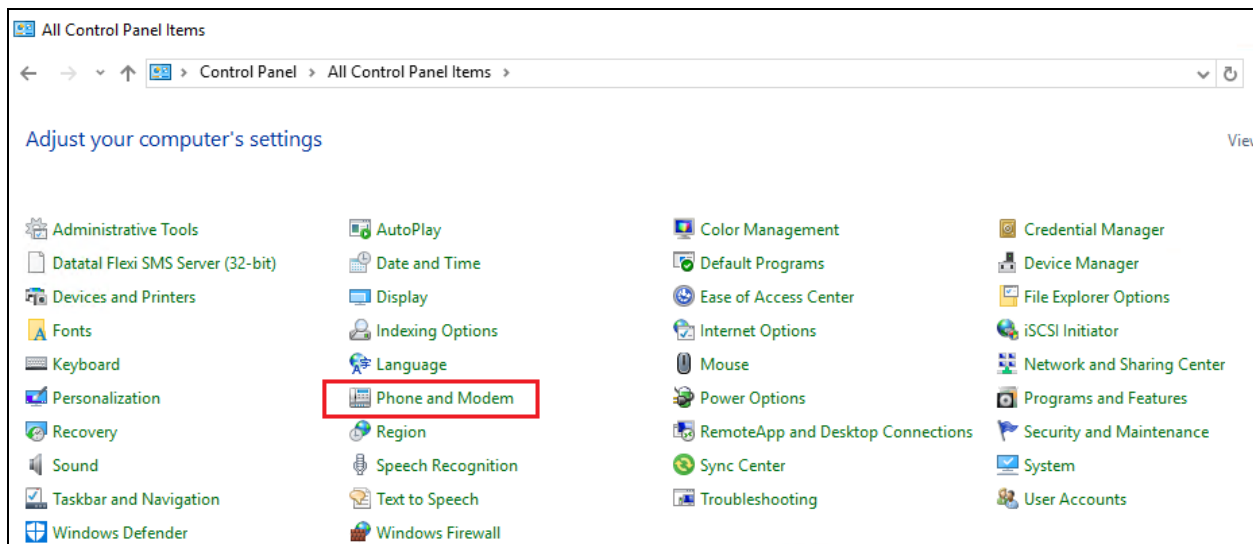 All Control Panel Items
Control Panel > All Control Panel Items >
Adjust your computer's settings
Administrative Tools AutoPlay Color Management Credential Manager
Datatal Flexi SMS Server (32-bit) Date and Time Default Programs Device Manager
Devices and Printers Display Ease of Access Center File Explorer Options
Fonts Indexing Options Internet Options iSCSI Initiator
Keyboard Language Mouse Network and Sharing Center
Personalization Phone and Modem Power Options Programs and Features
Recovery Region RemoteApp and Desktop Connections Security and Maintenance
Sound Speech Recognition Sync Center System
Taskbar and Navigation Text to Speech Troubleshooting User Accounts
Windows Defender Windows Firewall